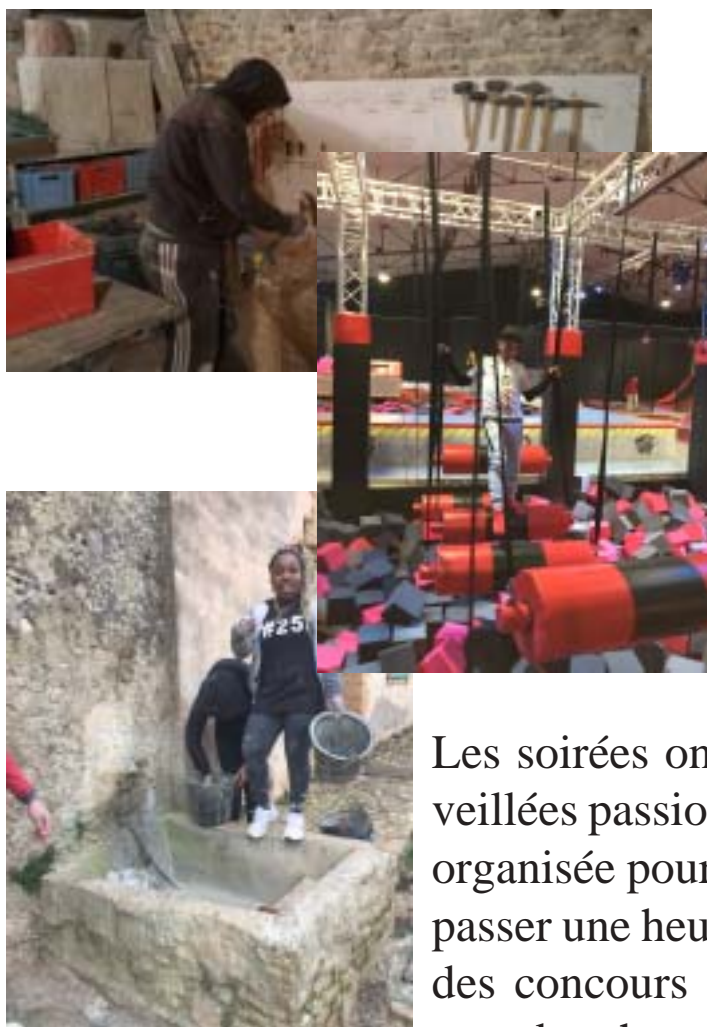 #25
Les soirées on
veillées passio
organisée pour
passer une heu
des concours